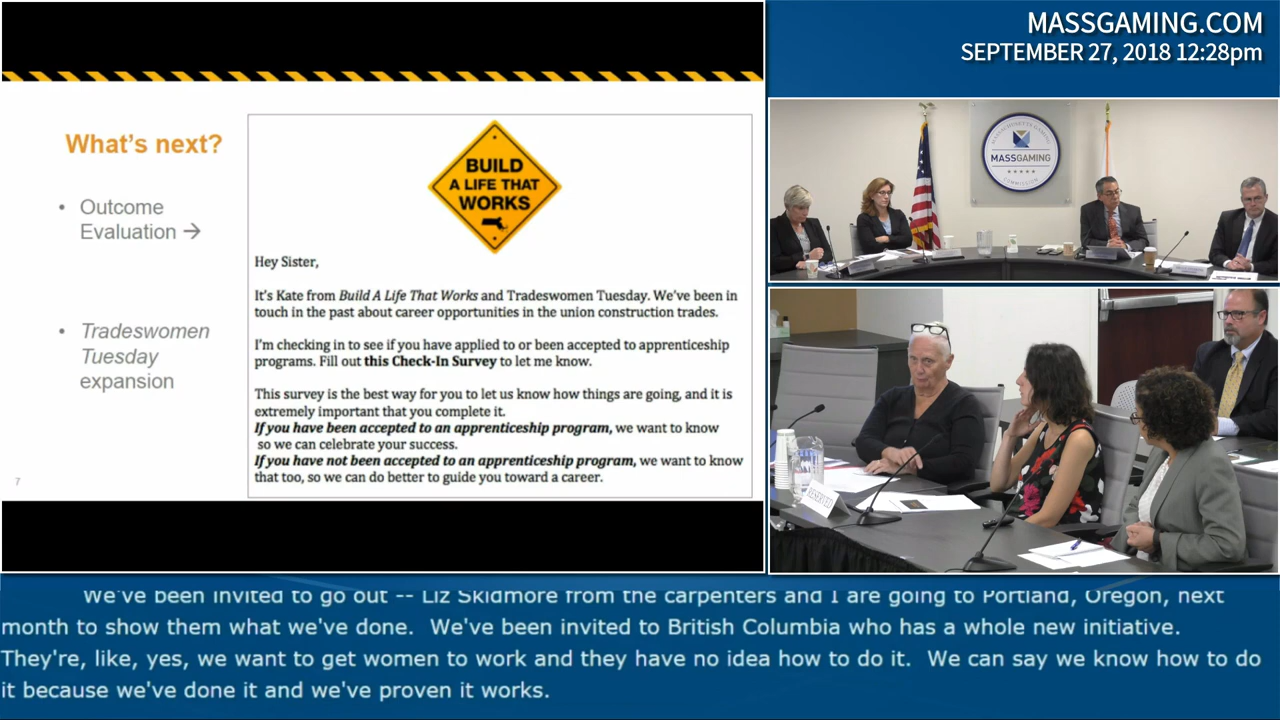 MASSGAMING.COM
SEPTEMBER 27, 2018 12:28pm
What's next?
• Outcome
Evaluation →
• Tradeswomen
Tuesday
expansion
7
BUILD
A LIFE THAT
WORKS
Hey Sister,
It's Kate from Build A Life That Works and Tradeswomen Tuesday. We've been in
touch in the past about career opportunities in the union construction trades.
I'm checking in to see if you have applied to or been accepted to apprenticeship
programs. Fill out this Check-In Survey to let me know.
This survey is the best way for you to let us know how things are going, and it is
extremely important that you complete it.
If you have been accepted to an apprenticeship program, we want to know
so we can celebrate your success.
If you have not been accepted to an apprenticeship program, we want to know
that too, so we can do better to guide you toward a career.
MASSACHUSETTS GAMING
MASSGAMING
COMMISSION
RESERVED
We've been invited to go out -- Liz Skidmore from the carpenters and I are going to Portland, Oregon, next
month to show them what we've done.  We've been invited to British Columbia who has a whole new initiative.
They're, like, yes, we want to get women to work and they have no idea how to do it.  We can say we know how to do
it because we've done it and we've proven it works.